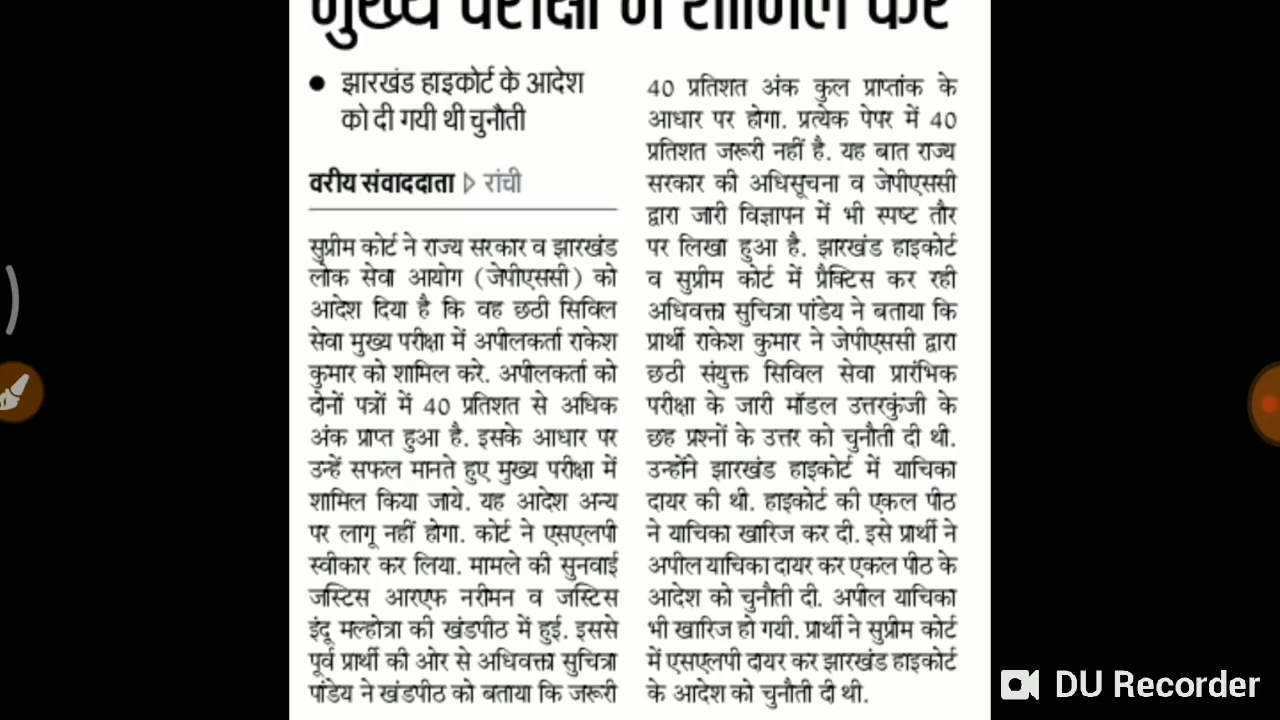 मुख्य परीक्षा में शामिल करें
● झारखंड हाइकोर्ट के आदेश
को दी गयी थी चुनौती
वरीय संवाददाता ▷ रांची
सुप्रीम कोर्ट ने राज्य सरकार व झारखंड
लोक सेवा आयोग (जेपीएससी) को
आदेश दिया है कि वह छठी सिविल
सेवा मुख्य परीक्षा में अपीलकर्ता राकेश
कुमार को शामिल करे. अपीलकर्ता को
दोनों पत्रों में 40 प्रतिशत से अधिक
अंक प्राप्त हुआ है. इसके आधार पर
उन्हें सफल मानते हुए मुख्य परीक्षा में
शामिल किया जाये. यह आदेश अन्य
पर लागू नहीं होगा. कोर्ट ने एसएलपी
स्वीकार कर लिया. मामले की सुनवाई
जस्टिस आरएफ नरीमन व जस्टिस
इंदू मल्होत्रा की खंडपीठ में हुई. इससे
पूर्व प्रार्थी की ओर से अधिवक्ता सुचित्रा
पांडेय ने खंडपीठ को बताया कि जरूरी
40 प्रतिशत अंक कुल प्राप्तांक के
आधार पर होगा. प्रत्येक पेपर में 40
प्रतिशत जरूरी नहीं है. यह बात राज्य
सरकार की अधिसूचना व जेपीएससी
द्वारा जारी विज्ञापन में भी स्पष्ट तौर
पर लिखा हुआ है. झारखंड हाइकोर्ट
व सुप्रीम कोर्ट में प्रैक्टिस कर रही
अधिवक्ता सुचित्रा पांडेय ने बताया कि
प्रार्थी राकेश कुमार ने जेपीएससी द्वारा
छठी संयुक्त सिविल सेवा प्रारंभिक
परीक्षा के जारी मॉडल उत्तरकुंजी के
छह प्रश्नों के उत्तर को चुनौती दी थी.
उन्होंने झारखंड हाइकोर्ट में याचिका
दायर की थी. हाइकोर्ट की एकल पीठ
ने याचिका खारिज कर दी. इसे प्रार्थी ने
अपील याचिका दायर कर एकल पीठ के
आदेश को चुनौती दी. अपील याचिका
भी खारिज हो गयी. प्रार्थी ने सुप्रीम कोर्ट
में एसएलपी दायर कर झारखंड हाइकोर्ट
के आदेश को चुनौती दी थी.
DU Recorder